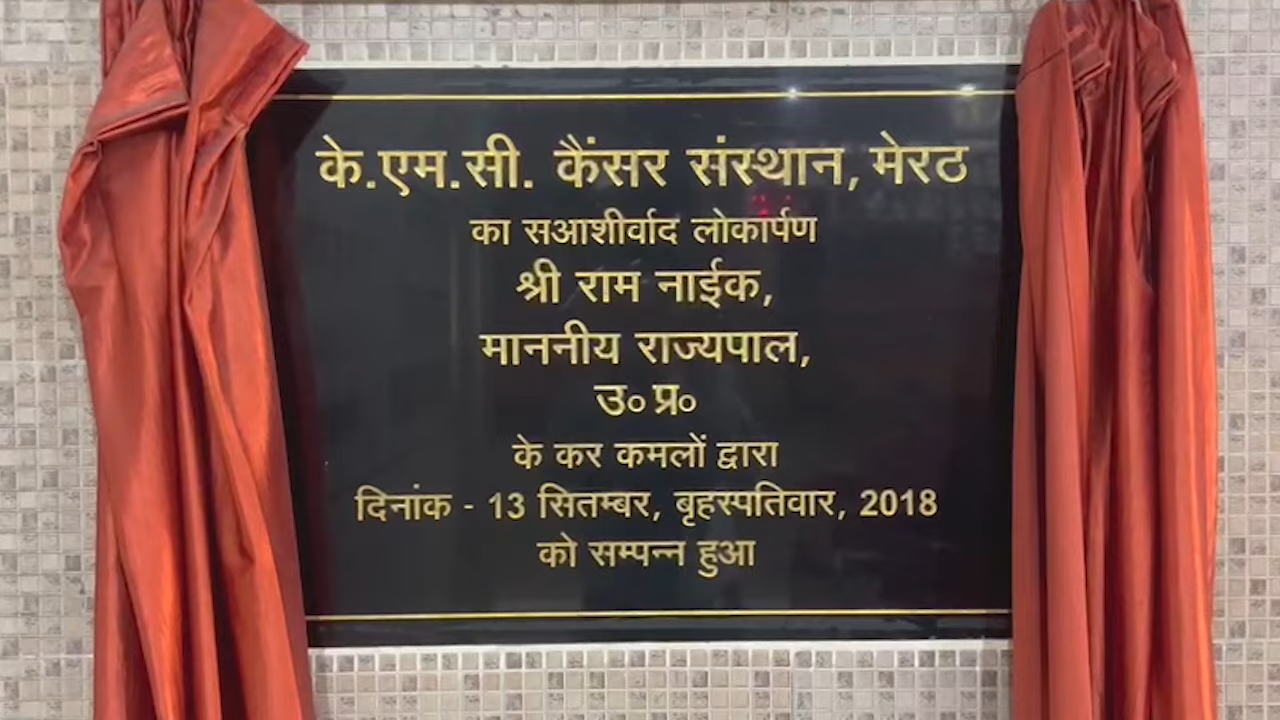 के.एम.सी. कैंसर संस्थान, मेरठ
का सआशीर्वाद लोकार्पण
श्री राम नाईक,
माननीय राज्यपाल,
उ० प्र०
के कर कमलों द्वारा
दिनांक - 13 सितम्बर, बृहस्पतिवार, 2018
को सम्पन्न हुआ